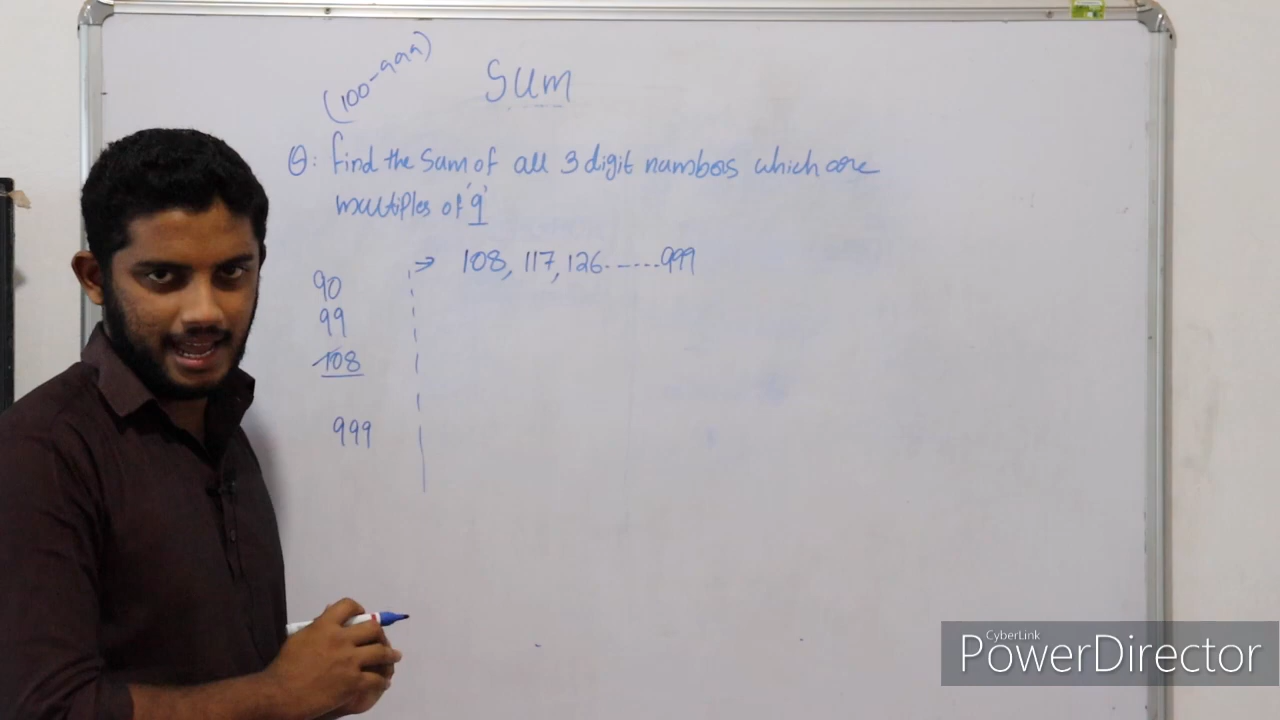 (100-999)
Sum
Q: Find the Sum of all 3 digit numbers which are
multiples of '9'
→ 108, 117, 126.-----.999
90
99
108
999
CyberLink
PowerDirector